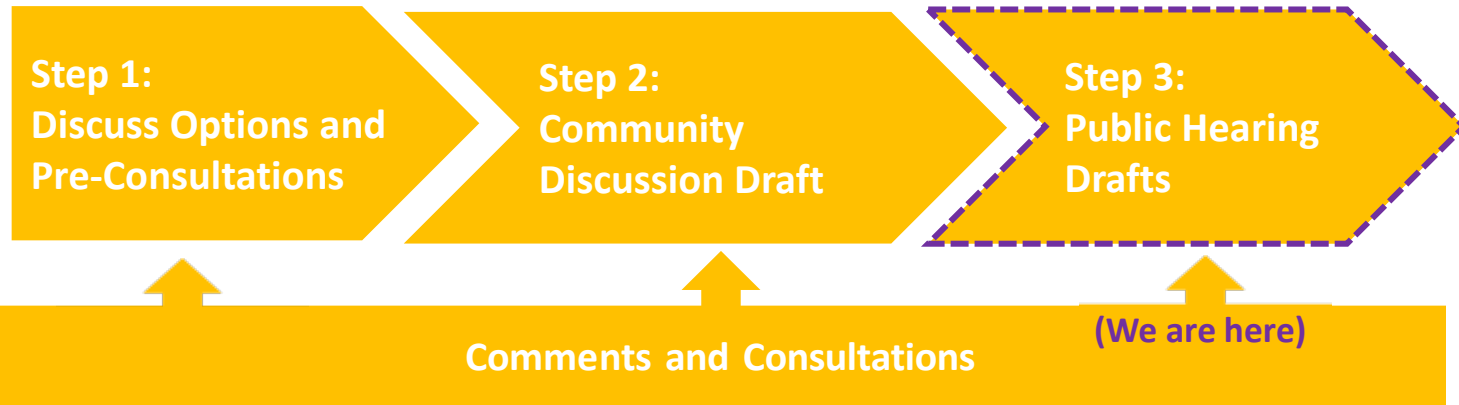 Step 1:
Discuss Options and
Pre-Consultations
Step 2:
Community
Discussion Draft
Step 3:
Public Hearing
Drafts
(We are here)
Comments and Consultations